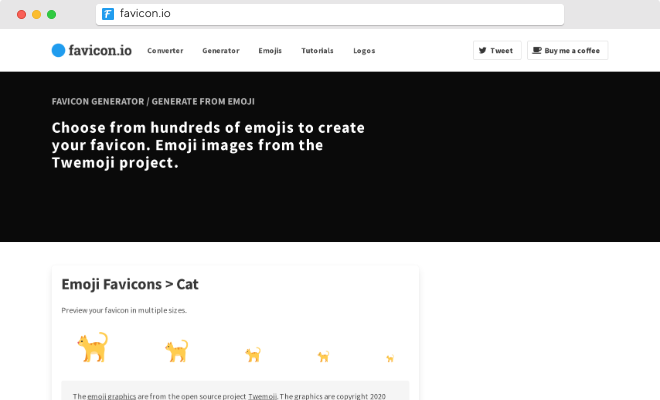 favicon.io
favicon.io Converter Generator Emojis Tutorials Logos Tweet Buy me a coffee
FAVICON GENERATOR / GENERATE FROM EMOJI
Choose from hundreds of emojis to create
your favicon. Emoji images from the
Twemoji project.
Emoji Favicons > Cat
Preview your favicon in multiple sizes.
The emoji graphics are from the open source project Twemoji. The graphics are copyright 2020